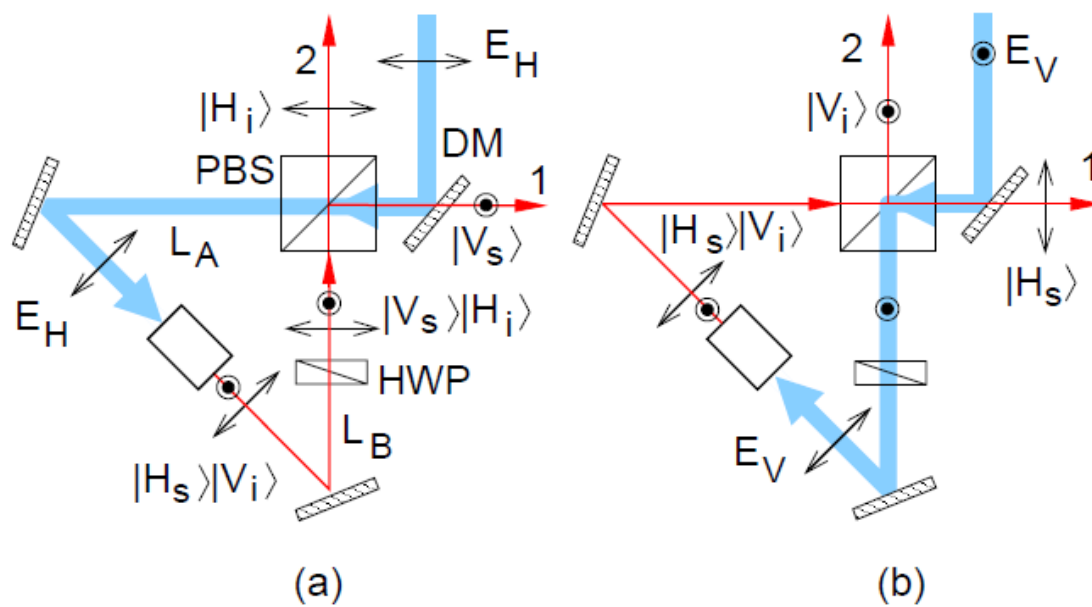 2
E_H
|H_i⟩
PBS
DM
1
|V_s⟩
L_A
E_H
|V_s⟩|H_i⟩
HWP
L_B
|H_s⟩|V_i⟩
(a)
2
E_V
|V_i⟩
1
|H_s⟩|V_i⟩
|H_s⟩
E_V
(b)